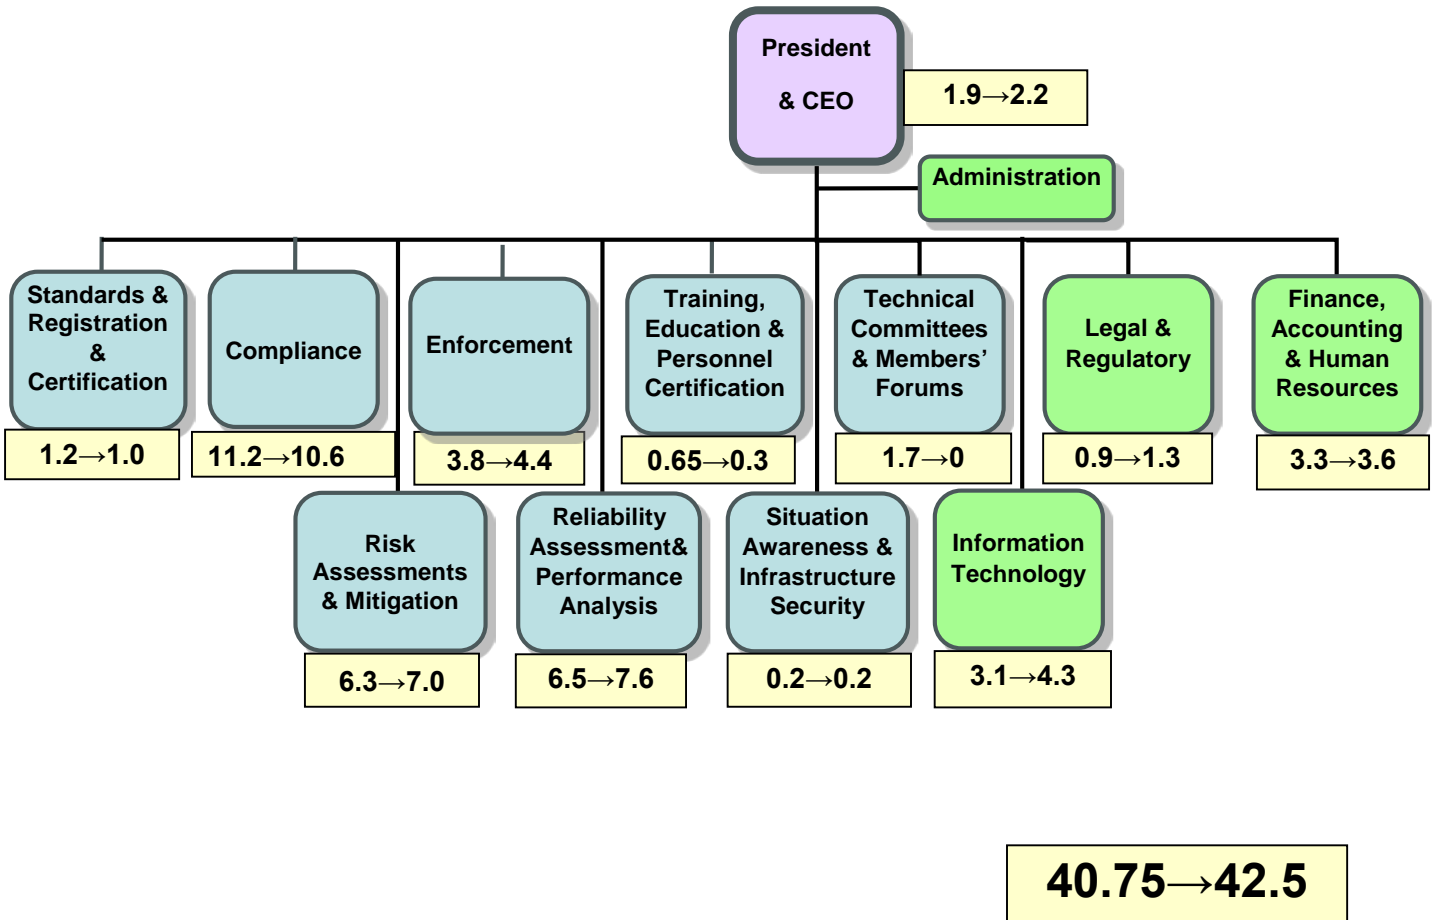 President
& CEO
1.9→2.2
Administration
Standards &
Registration
&
Certification
1.2→1.0
Compliance
11.2→10.6
Enforcement
3.8→4.4
Training,
Education &
Personnel
Certification
0.65→0.3
Technical
Committees
& Members’
Forums
1.7→0
Legal &
Regulatory
0.9→1.3
Finance,
Accounting
& Human
Resources
3.3→3.6
Risk
Assessments
& Mitigation
6.3→7.0
Reliability
Assessment&
Performance
Analysis
6.5→7.6
Situation
Awareness &
Infrastructure
Security
0.2→0.2
Information
Technology
3.1→4.3
40.75→42.5